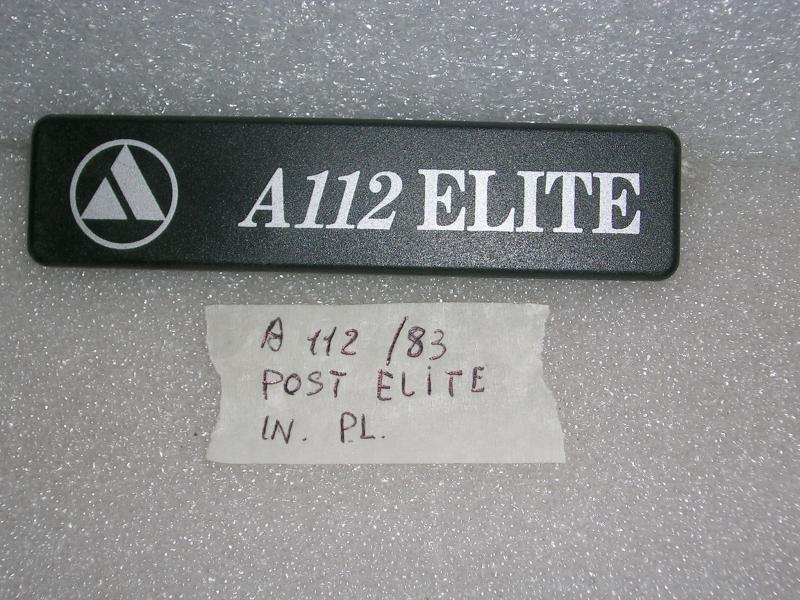 A112 ELITE
A 112 /83
POST ELITE
IN. PL.